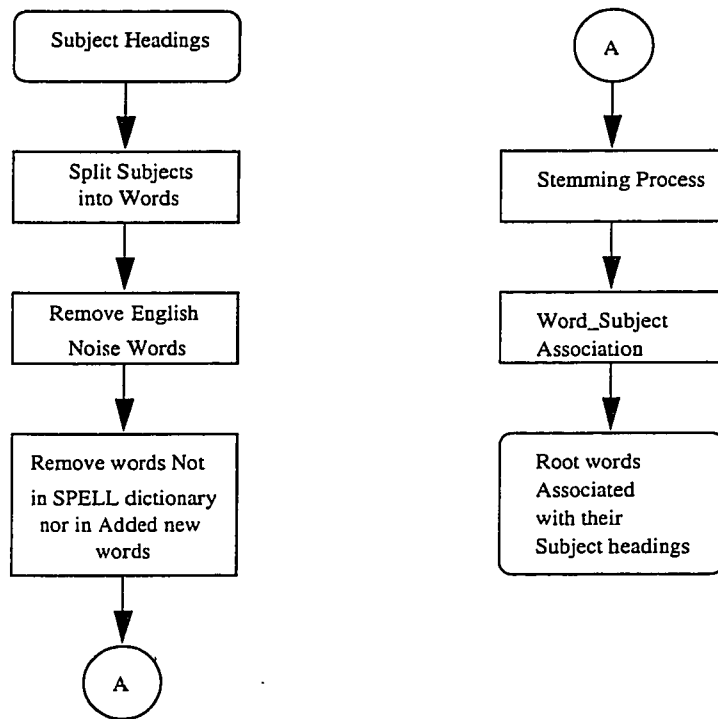 Subject Headings
Split Subjects
into Words
Remove English
Noise Words
Remove words Not
in SPELL dictionary
nor in Added new
words
A
A
Stemming Process
Word_Subject
Association
Root words
Associated
with their
Subject headings